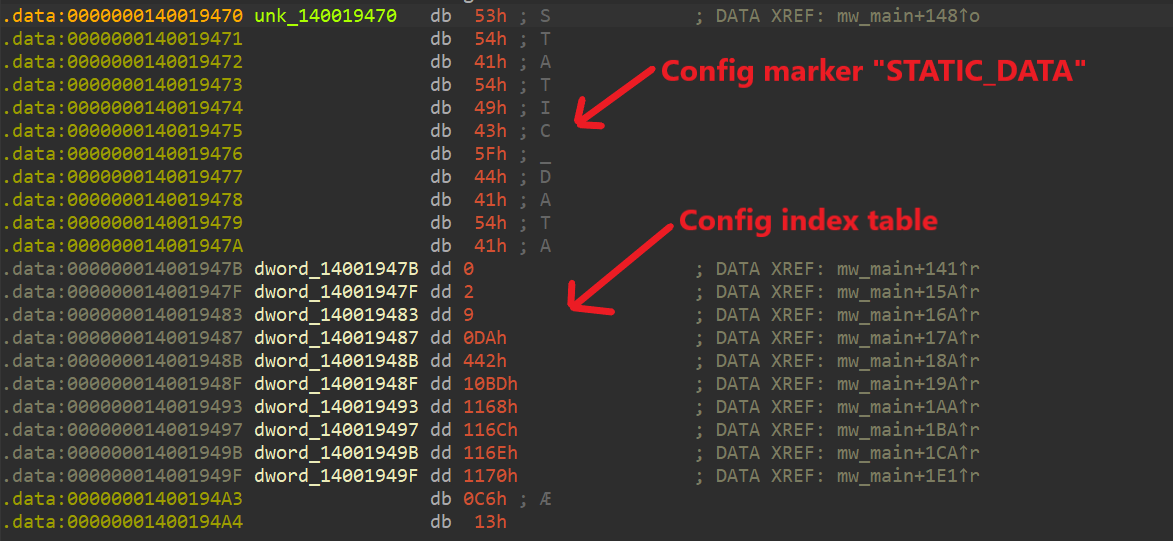 .data:0000000140019470 unk_140019470 db 53h ; S ; DATA XREF: mw_main+148↑o
.data:0000000140019471 db 54h ; T
.data:0000000140019472 db 41h ; A
.data:0000000140019473 db 54h ; T
Config marker "STATIC_DATA"
.data:0000000140019474 db 49h ; I
.data:0000000140019475 db 43h ; C
.data:0000000140019476 db 5Fh ; _
.data:0000000140019477 db 44h ; D
.data:0000000140019478 db 41h ; A
.data:0000000140019479 db 54h ; T
Config index table
.data:000000014001947A db 41h ; A
.data:000000014001947B dword_14001947B dd 0 ; DATA XREF: mw_main+141↑r
.data:000000014001947F dword_14001947F dd 2 ; DATA XREF: mw_main+15A↑r
.data:0000000140019483 dword_140019483 dd 9 ; DATA XREF: mw_main+16A↑r
.data:0000000140019487 dword_140019487 dd 0DAh ; DATA XREF: mw_main+17A↑r
.data:000000014001948B dword_14001948B dd 442h ; DATA XREF: mw_main+18A↑r
.data:000000014001948F dword_14001948F dd 10BDh ; DATA XREF: mw_main+19A↑r
.data:0000000140019493 dword_140019493 dd 1168h ; DATA XREF: mw_main+1AA↑r
.data:0000000140019497 dword_140019497 dd 116Ch ; DATA XREF: mw_main+1BA↑r
.data:000000014001949B dword_14001949B dd 116Eh ; DATA XREF: mw_main+1CA↑r
.data:000000014001949F dword_14001949F dd 1170h ; DATA XREF: mw_main+1E1↑r
.data:00000001400194A3 db 0C6h ; Æ
.data:00000001400194A4 db 13h